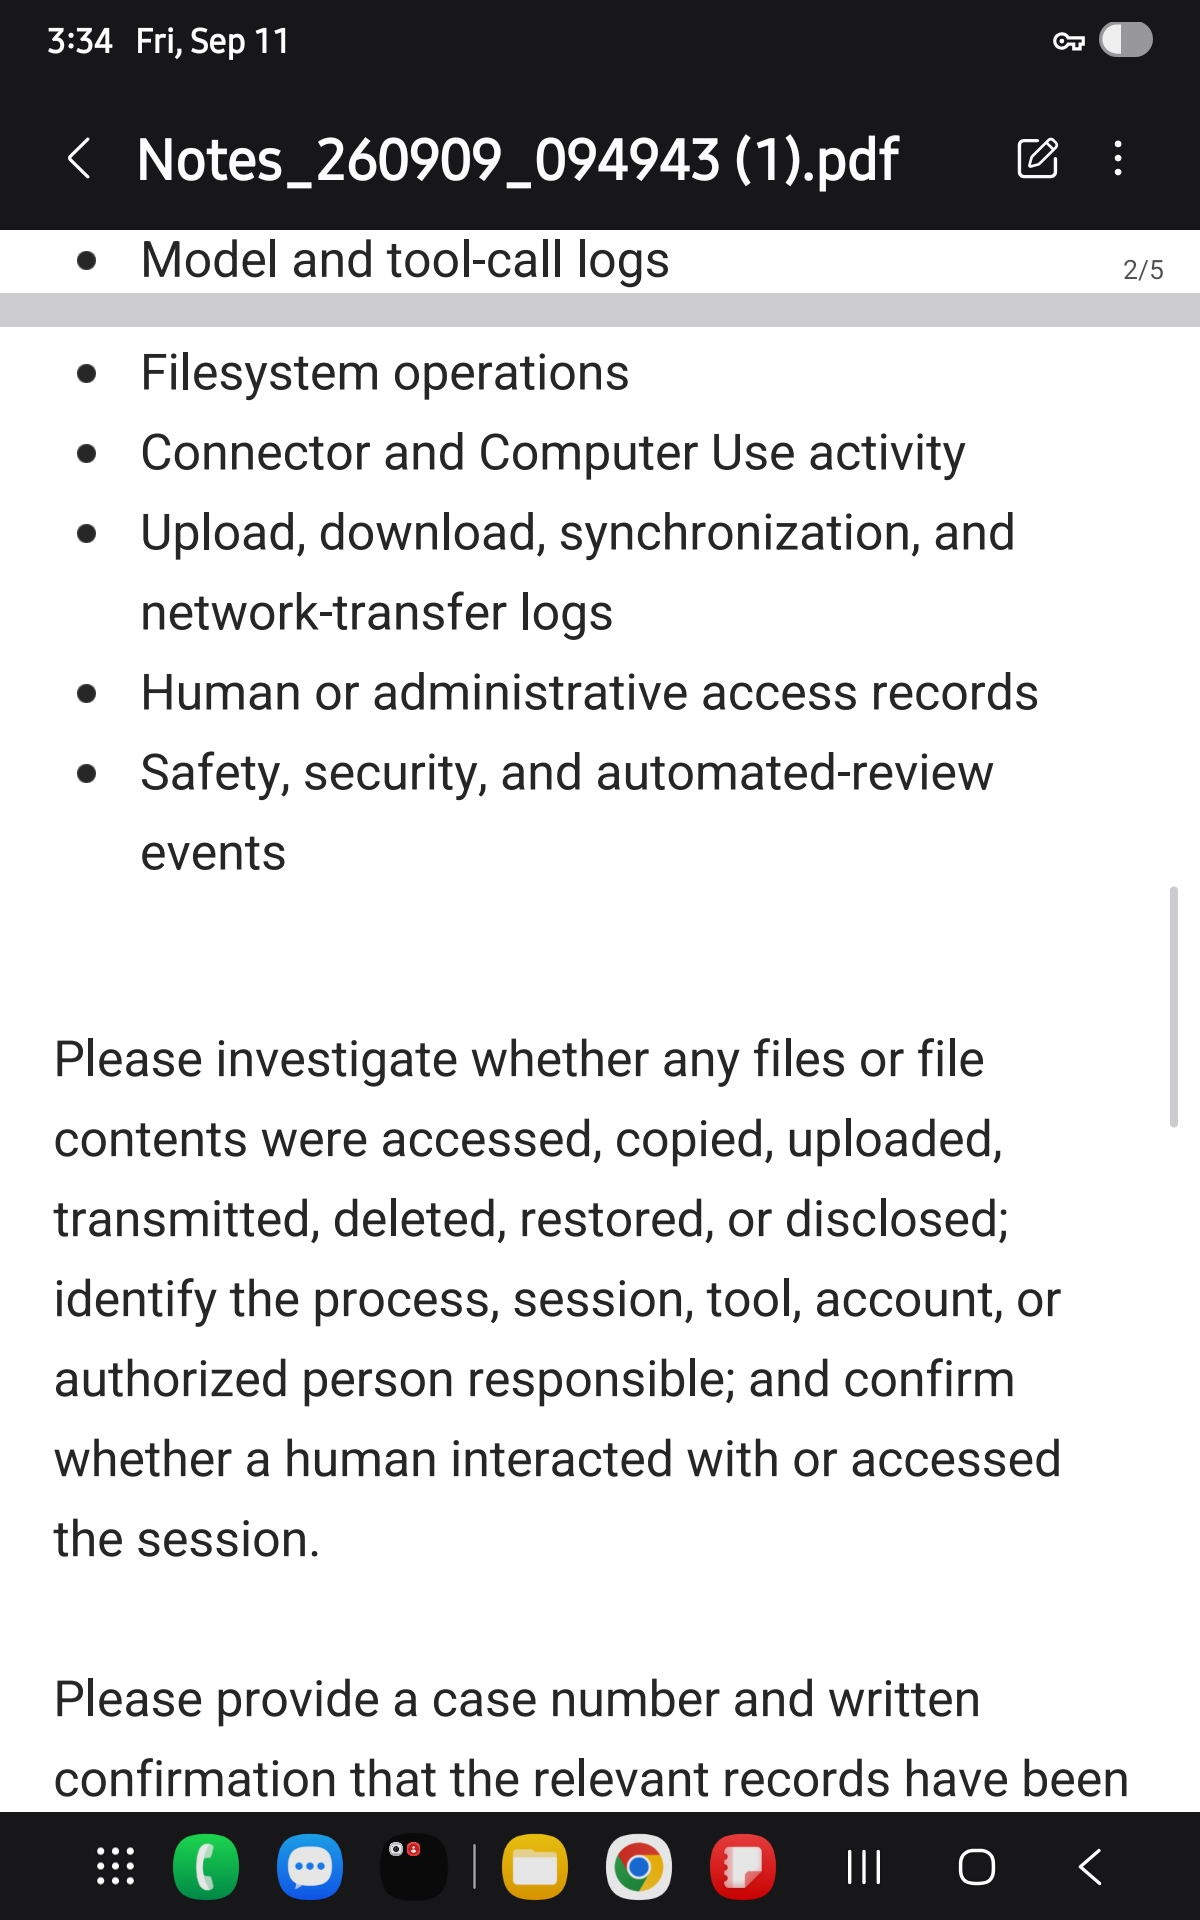 3:34 Fri, Sep 11
Notes_260909_094943 (1).pdf
• Model and tool-call logs
2/5
• Filesystem operations
• Connector and Computer Use activity
• Upload, download, synchronization, and
network-transfer logs
• Human or administrative access records
• Safety, security, and automated-review
events
Please investigate whether any files or file
contents were accessed, copied, uploaded,
transmitted, deleted, restored, or disclosed;
identify the process, session, tool, account, or
authorized person responsible; and confirm
whether a human interacted with or accessed
the session.
Please provide a case number and written
confirmation that the relevant records have been